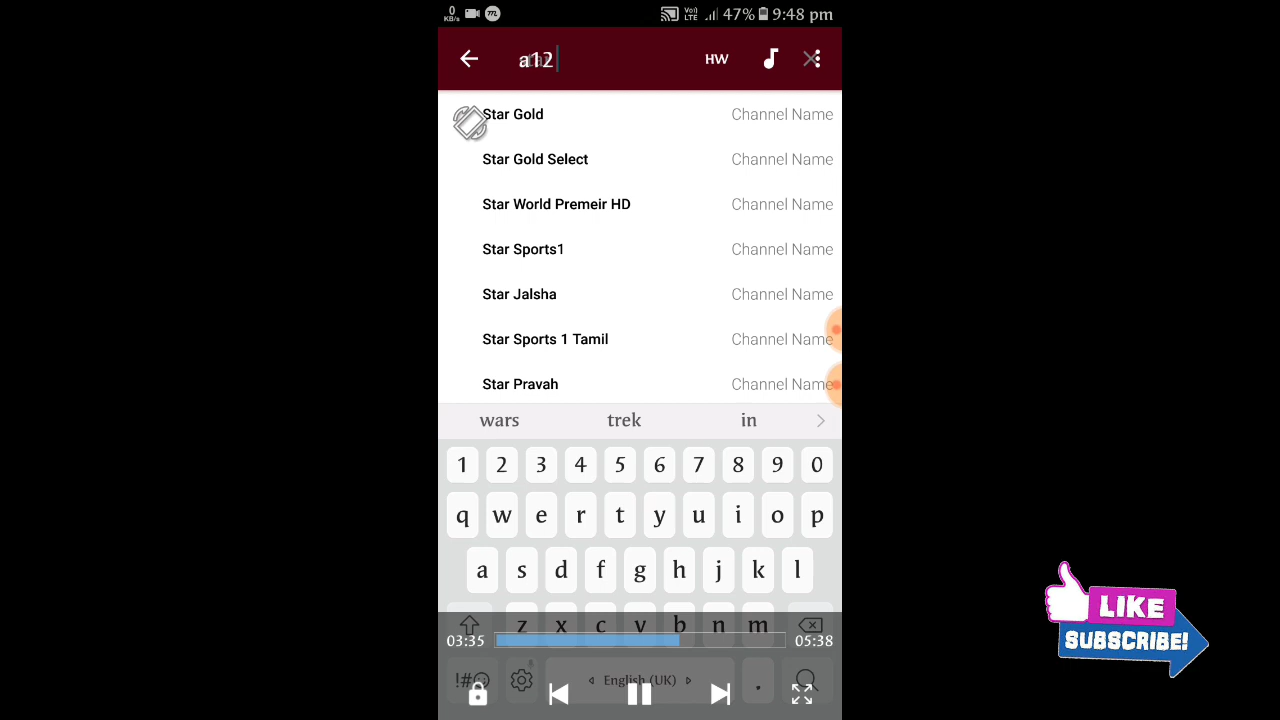 0
KB/s
Vo))
LTE
47%
9:48 pm
a12
HW
Star Gold Channel Name
Star Gold Select Channel Name
Star World Premeir HD Channel Name
Star Sports1 Channel Name
Star Jalsha Channel Name
Star Sports 1 Tamil Channel Name
Star Pravah Channel Name
wars trek in
1 2 3 4 5 6 7 8 9 0
q w e r t y u i o p
a s d f g h j k l
z x c v b n m
03:35 05:38
!#☺ English (UK) .
LIKE
SUBSCRIBE!